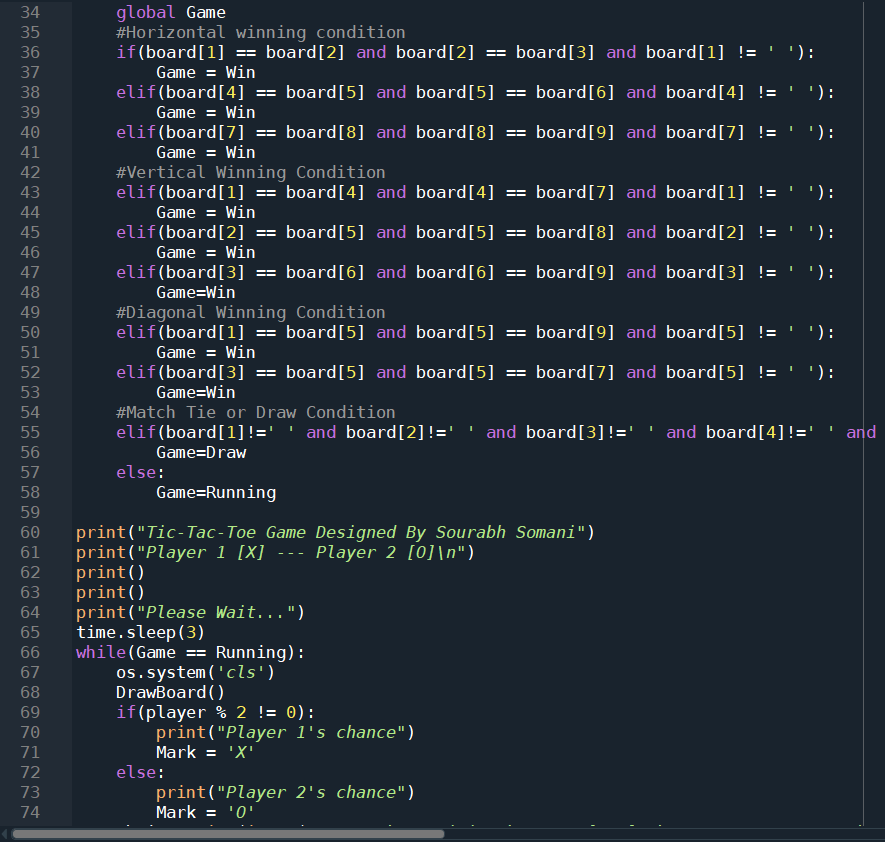 34 global Game
35 #Horizontal winning condition
36 if(board[1] == board[2] and board[2] == board[3] and board[1] != ' '):
37 Game = Win
38 elif(board[4] == board[5] and board[5] == board[6] and board[4] != ' '):
39 Game = Win
40 elif(board[7] == board[8] and board[8] == board[9] and board[7] != ' '):
41 Game = Win
42 #Vertical Winning Condition
43 elif(board[1] == board[4] and board[4] == board[7] and board[1] != ' '):
44 Game = Win
45 elif(board[2] == board[5] and board[5] == board[8] and board[2] != ' '):
46 Game = Win
47 elif(board[3] == board[6] and board[6] == board[9] and board[3] != ' '):
48 Game=Win
49 #Diagonal Winning Condition
50 elif(board[1] == board[5] and board[5] == board[9] and board[5] != ' '):
51 Game = Win
52 elif(board[3] == board[5] and board[5] == board[7] and board[5] != ' '):
53 Game=Win
54 #Match Tie or Draw Condition
55 elif(board[1]!=' ' and board[2]!=' ' and board[3]!=' ' and board[4]!=' ' and
56 Game=Draw
57 else:
58 Game=Running
59
60 print("Tic-Tac-Toe Game Designed By Sourabh Somani")
61 print("Player 1 [X] --- Player 2 [O]\n")
62 print()
63 print()
64 print("Please Wait...")
65 time.sleep(3)
66 while(Game == Running):
67 os.system('cls')
68 DrawBoard()
69 if(player % 2 != 0):
70 print("Player 1's chance")
71 Mark = 'X'
72 else:
73 print("Player 2's chance")
74 Mark = 'O'